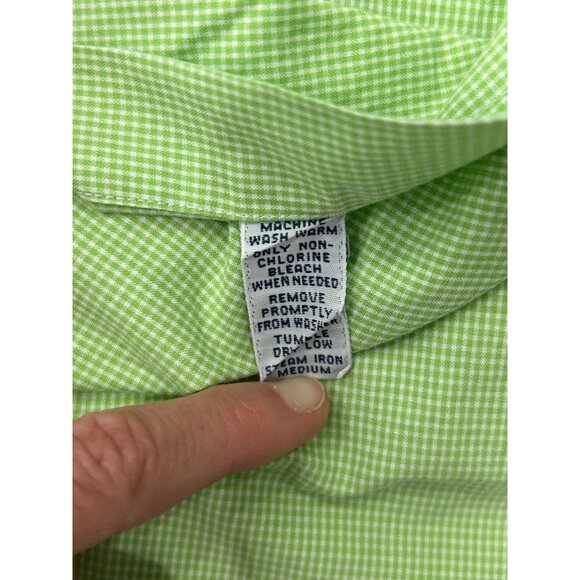 MACHINE
WASH WARM
ONLY NON-
CHLORINE
BLEACH
WHEN NEEDED
REMOVE
PROMPTLY
FROM WASHER
TUMBLE
DRY LOW
STEAM IRON
MEDIUM